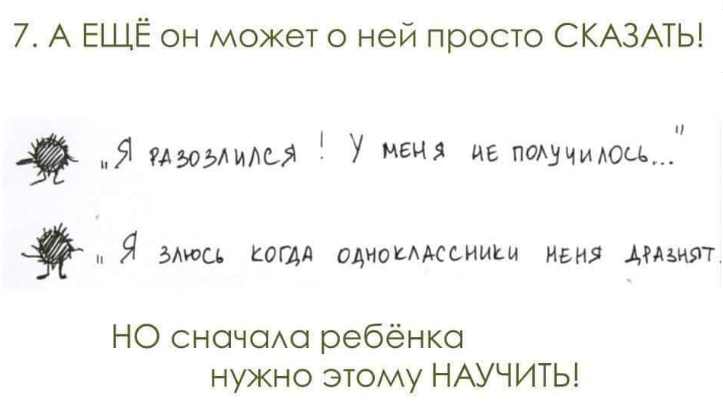 7. А ЕЩЁ он может о ней просто СКАЗАТЬ!
„Я РАЗОЗЛИЛСЯ! У МЕНЯ НЕ ПОЛУЧИЛОСЬ..."
„Я ЗЛЮСЬ КОГДА ОДНОКЛАССНИКИ МЕНЯ ДРАЗНЯТ.
НО сначала ребёнка
нужно этому НАУЧИТЬ!